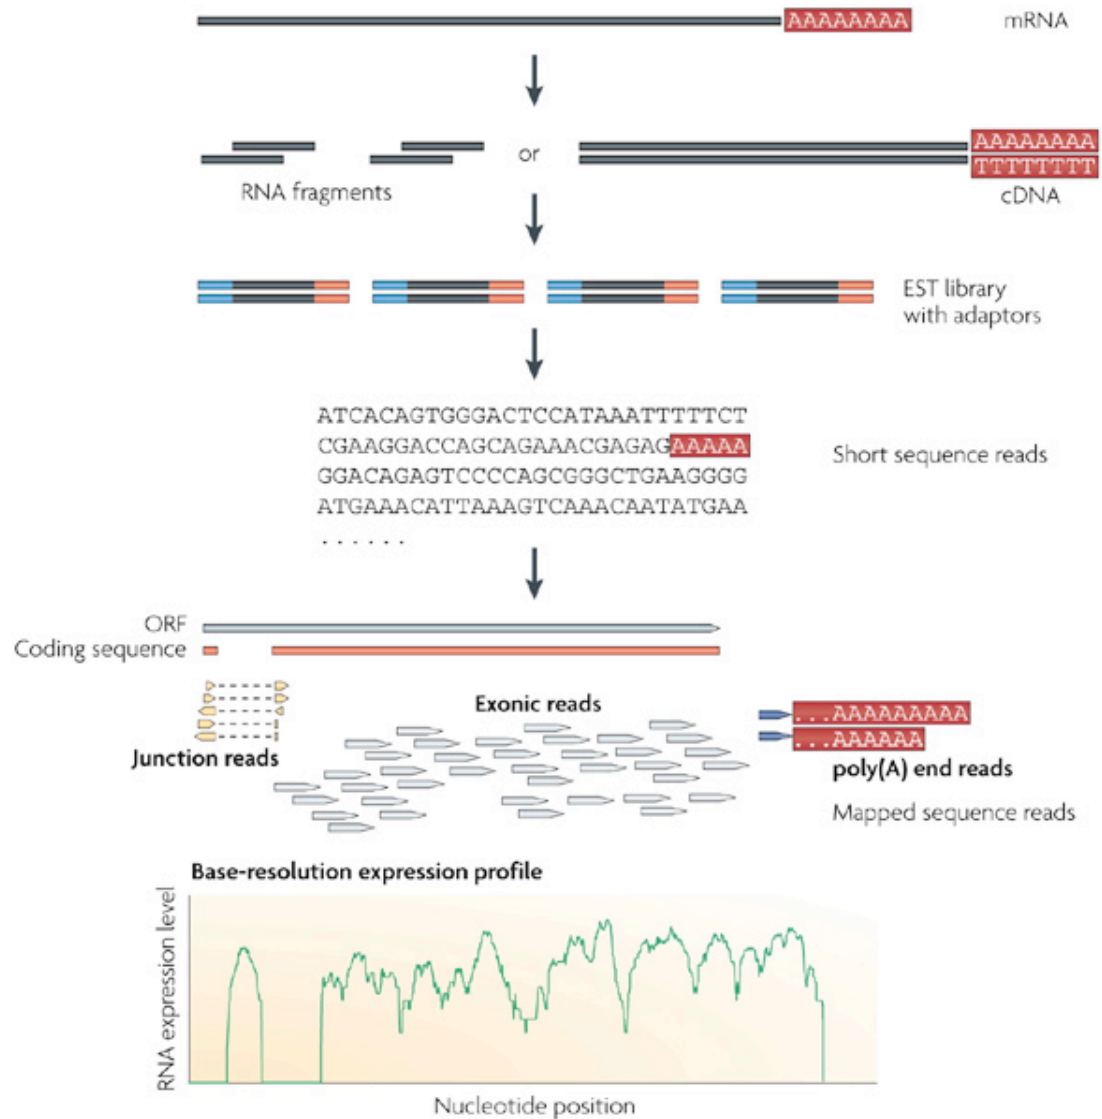 AAAAAAAA mRNA
AAAAAAAA
or
TTTTTTTT
RNA fragments
cDNA
EST library
with adaptors
ATCACAGTGGGACTCCATAAATTTTTCT
CGAAGGACCAGCAGAAACGAGAGAAAAA
Short sequence reads
GGACAGAGTCCCCAGCGGGCTGAAGGGG
ATGAAACATTAAAGTCAAACAATATGAA
. . . . . .
ORF
Coding sequence
Exonic reads
...AAAAAAAAA
...AAAAAA
Junction reads
poly(A) end reads
Mapped sequence reads
Base-resolution expression profile
RNA expression level
Nucleotide position